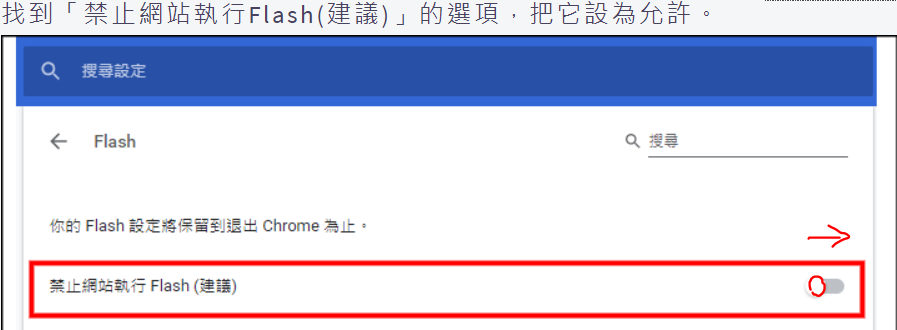 找到「禁止網站執行Flash(建議)」的選項，把它設為允許。
搜尋設定
Flash
搜尋
你的 Flash 設定將保留到退出 Chrome 為止。
禁止網站執行 Flash (建議)